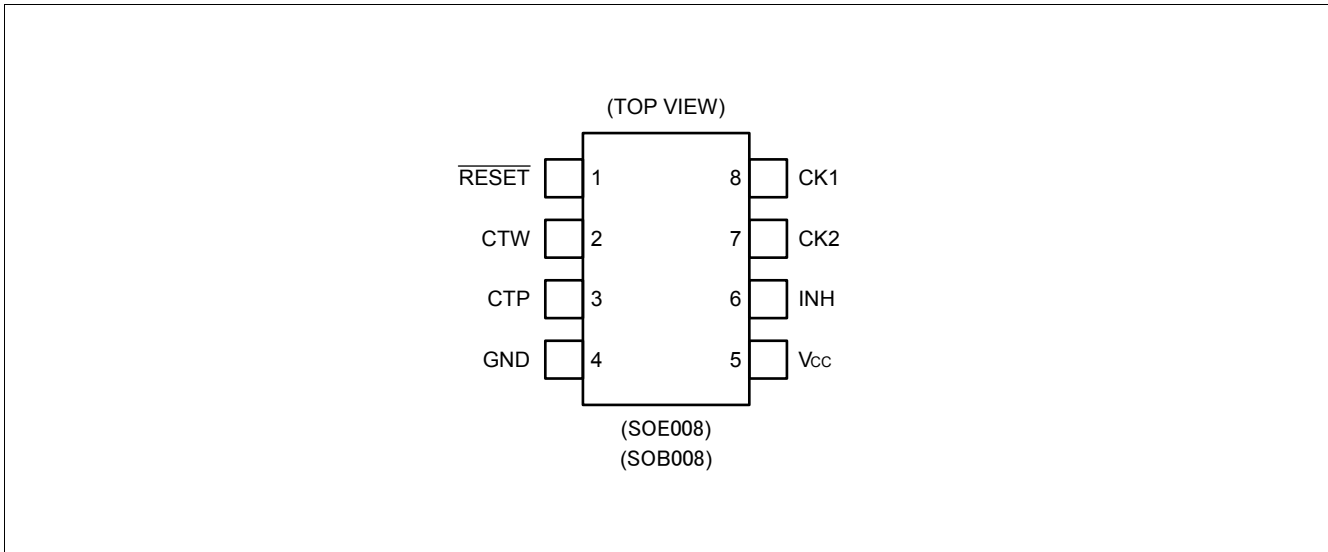 (TOP VIEW)
RESET 1 8 CK1
CTW 2 7 CK2
CTP 3 6 INH
GND 4 5 VCC
(SOE008)
(SOB008)